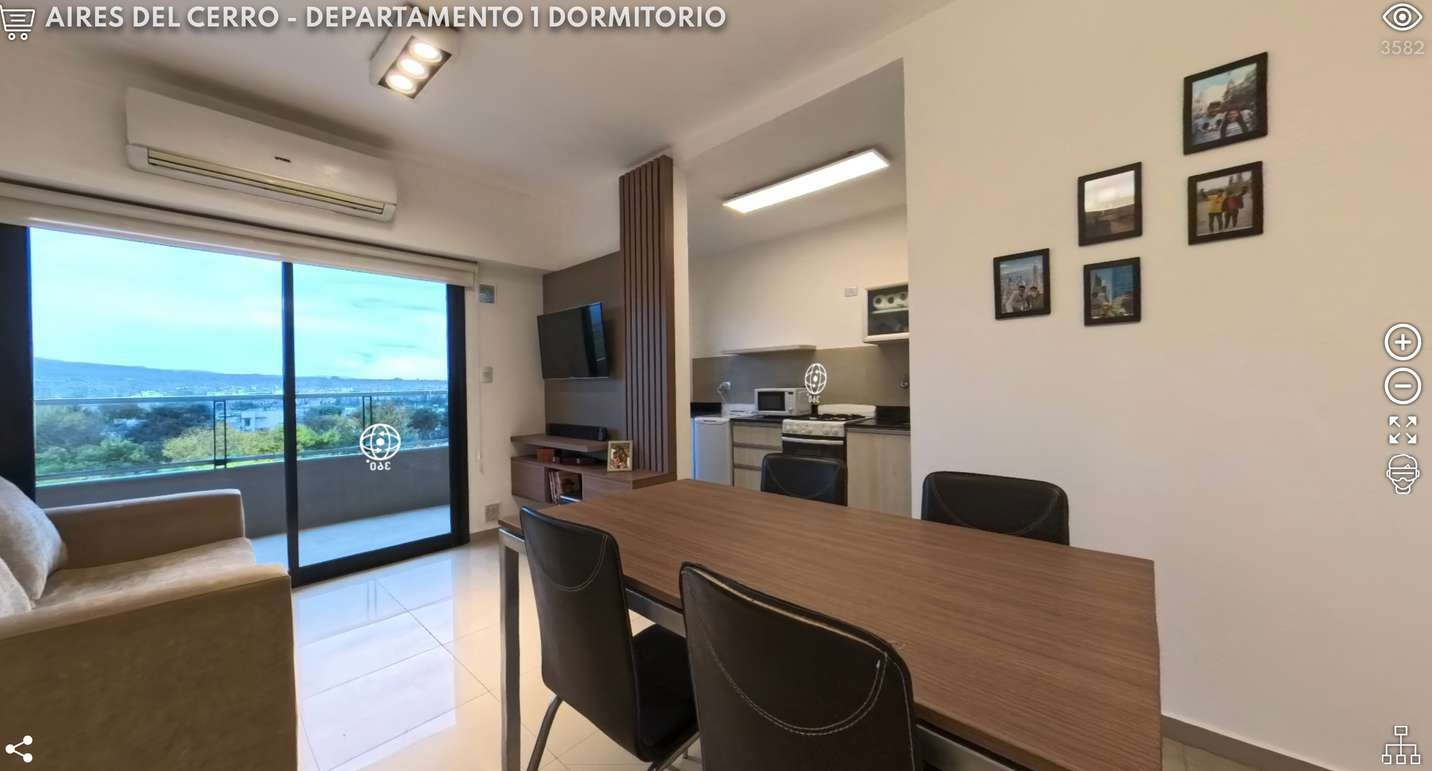 AIRES DEL CERRO - DEPARTAMENTO 1 DORMITORIO
3582
360°
360